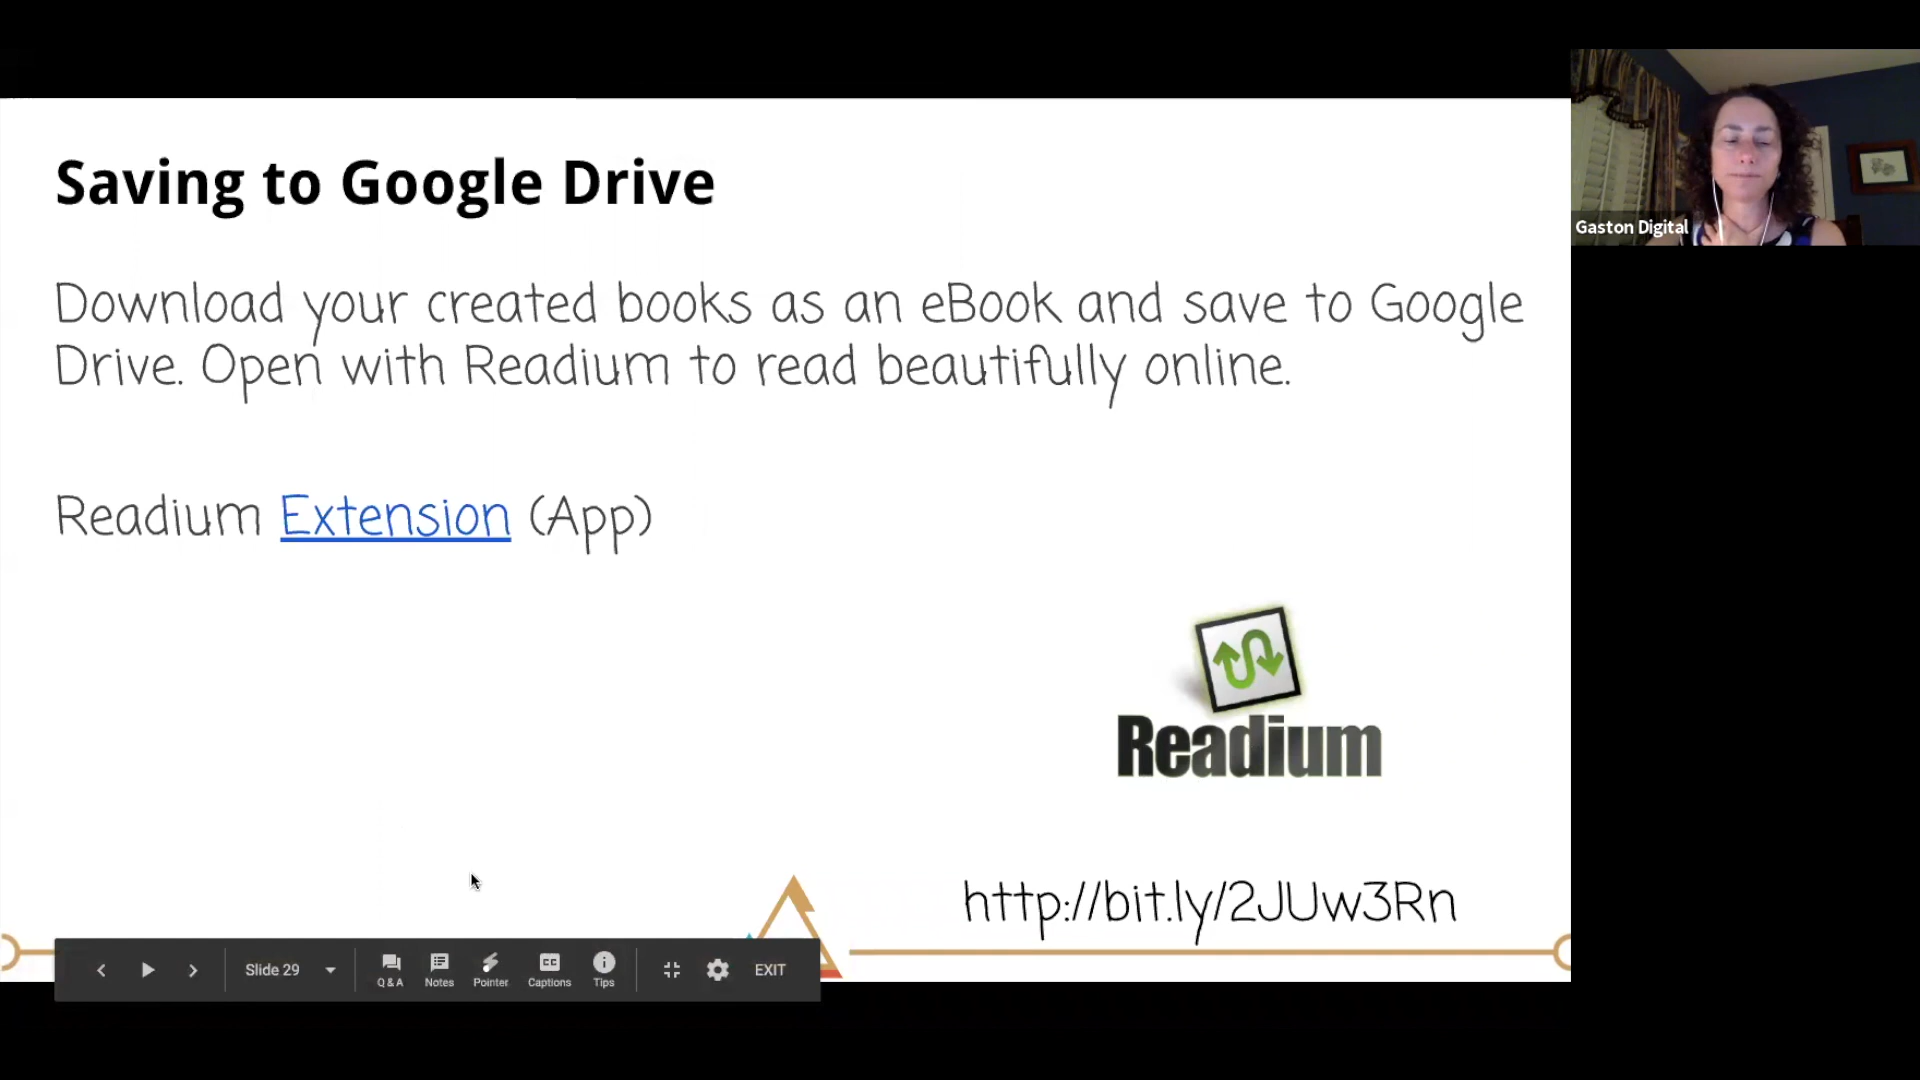 Saving to Google Drive
Gaston Digital
Download your created books as an eBook and save to Google
Drive. Open with Readium to read beautifully online.
Readium Extension (App)
Readium
http://bit.ly/2JUw3Rn
Slide 29
Q & A
Notes
Pointer
CC
Captions
Tips
EXIT